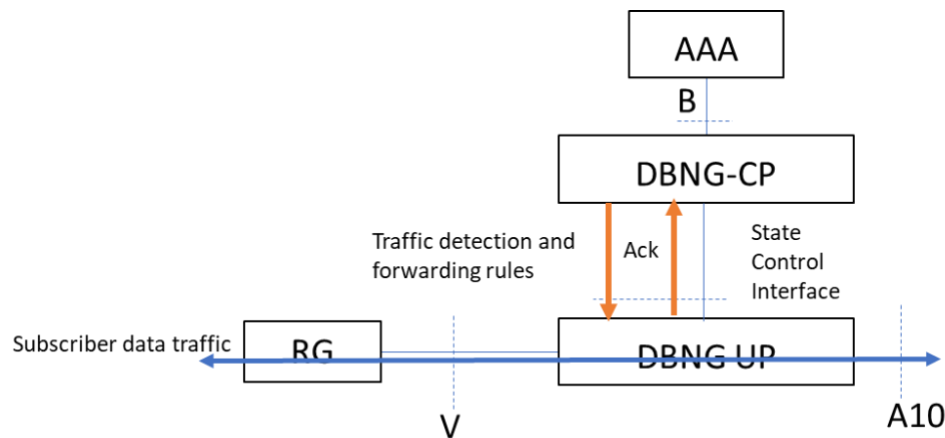 AAA
B
DBNG-CP
Traffic detection and
forwarding rules
Ack
State
Control
Interface
Subscriber data traffic
RG
DBNG UP
V
A10